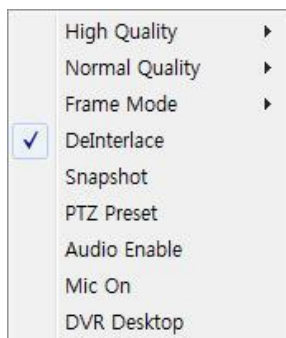 High Quality
Normal Quality
Frame Mode
DeInterlace
Snapshot
PTZ Preset
Audio Enable
Mic On
DVR Desktop